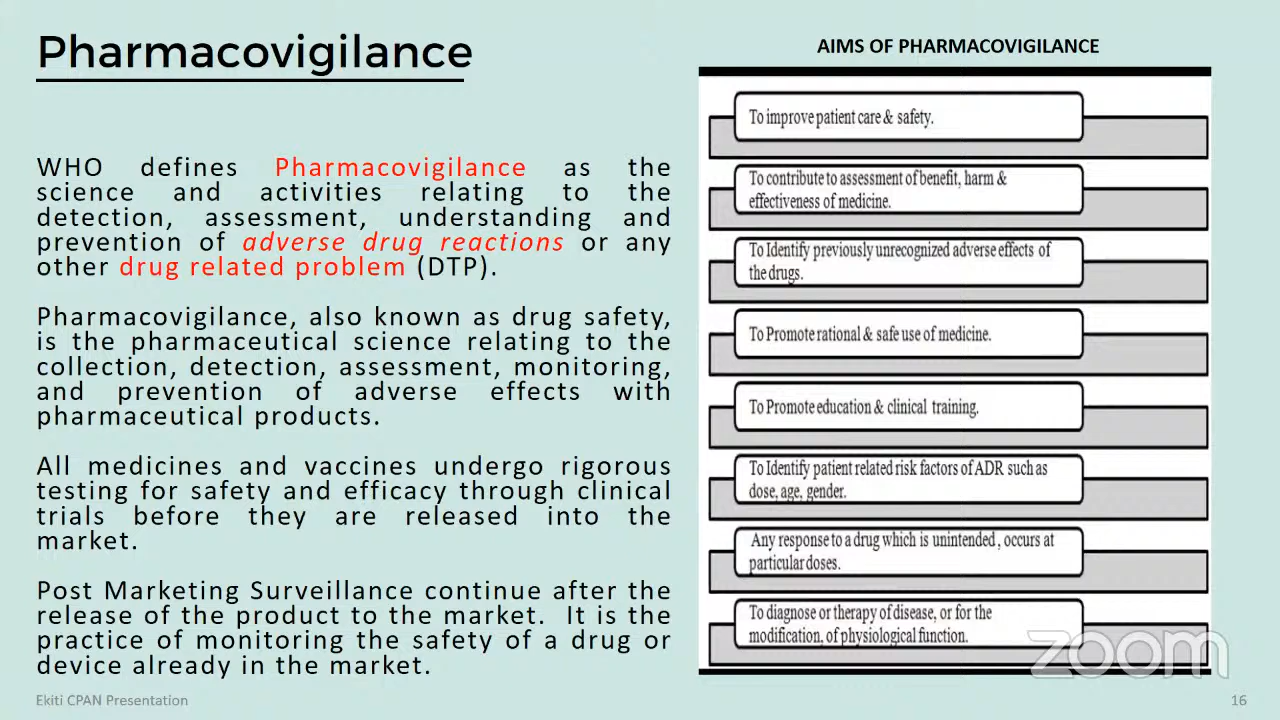 Pharmacovigilance
WHO defines Pharmacovigilance as the
science and activities relating to the
detection, assessment, understanding and
prevention of adverse drug reactions or any
other drug related problem (DTP).
Pharmacovigilance, also known as drug safety,
is the pharmaceutical science relating to the
collection, detection, assessment, monitoring,
and prevention of adverse effects with
pharmaceutical products.
All medicines and vaccines undergo rigorous
testing for safety and efficacy through clinical
trials before they are released into the
market.
Post Marketing Surveillance continue after the
release of the product to the market. It is the
practice of monitoring the safety of a drug or
device already in the market.
AIMS OF PHARMACOVIGILANCE
To improve patient care & safety.
To contribute to assessment of benefit, harm &
effectiveness of medicine.
To Identify previously unrecognized adverse effects of
the drugs.
To Promote rational & safe use of medicine.
To Promote education & clinical training.
To Identify patient related risk factors of ADR such as
dose, age, gender.
Any response to a drug which is unintended, occurs at
particular doses.
To diagnose or therapy of disease, or for the
modification, of physiological function.
zoom
Ekiti CPAN Presentation
16